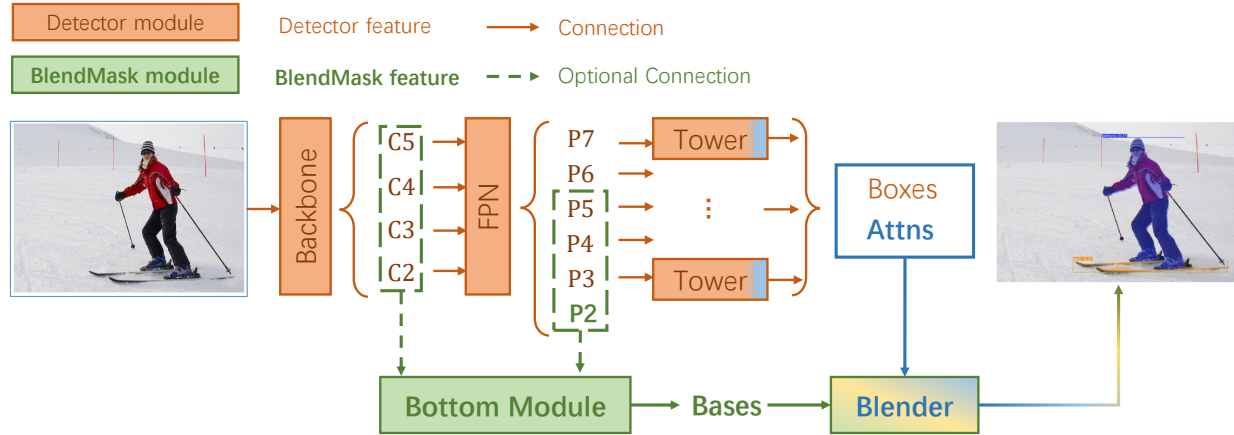 Detector module
Detector feature
Connection
BlendMask module
BlendMask feature
Optional Connection
Backbone
C5
C4
C3
C2
FPN
P7
P6
P5
P4
P3
P2
Tower
...
Tower
Boxes
Attns
Bottom Module
Bases
Blender